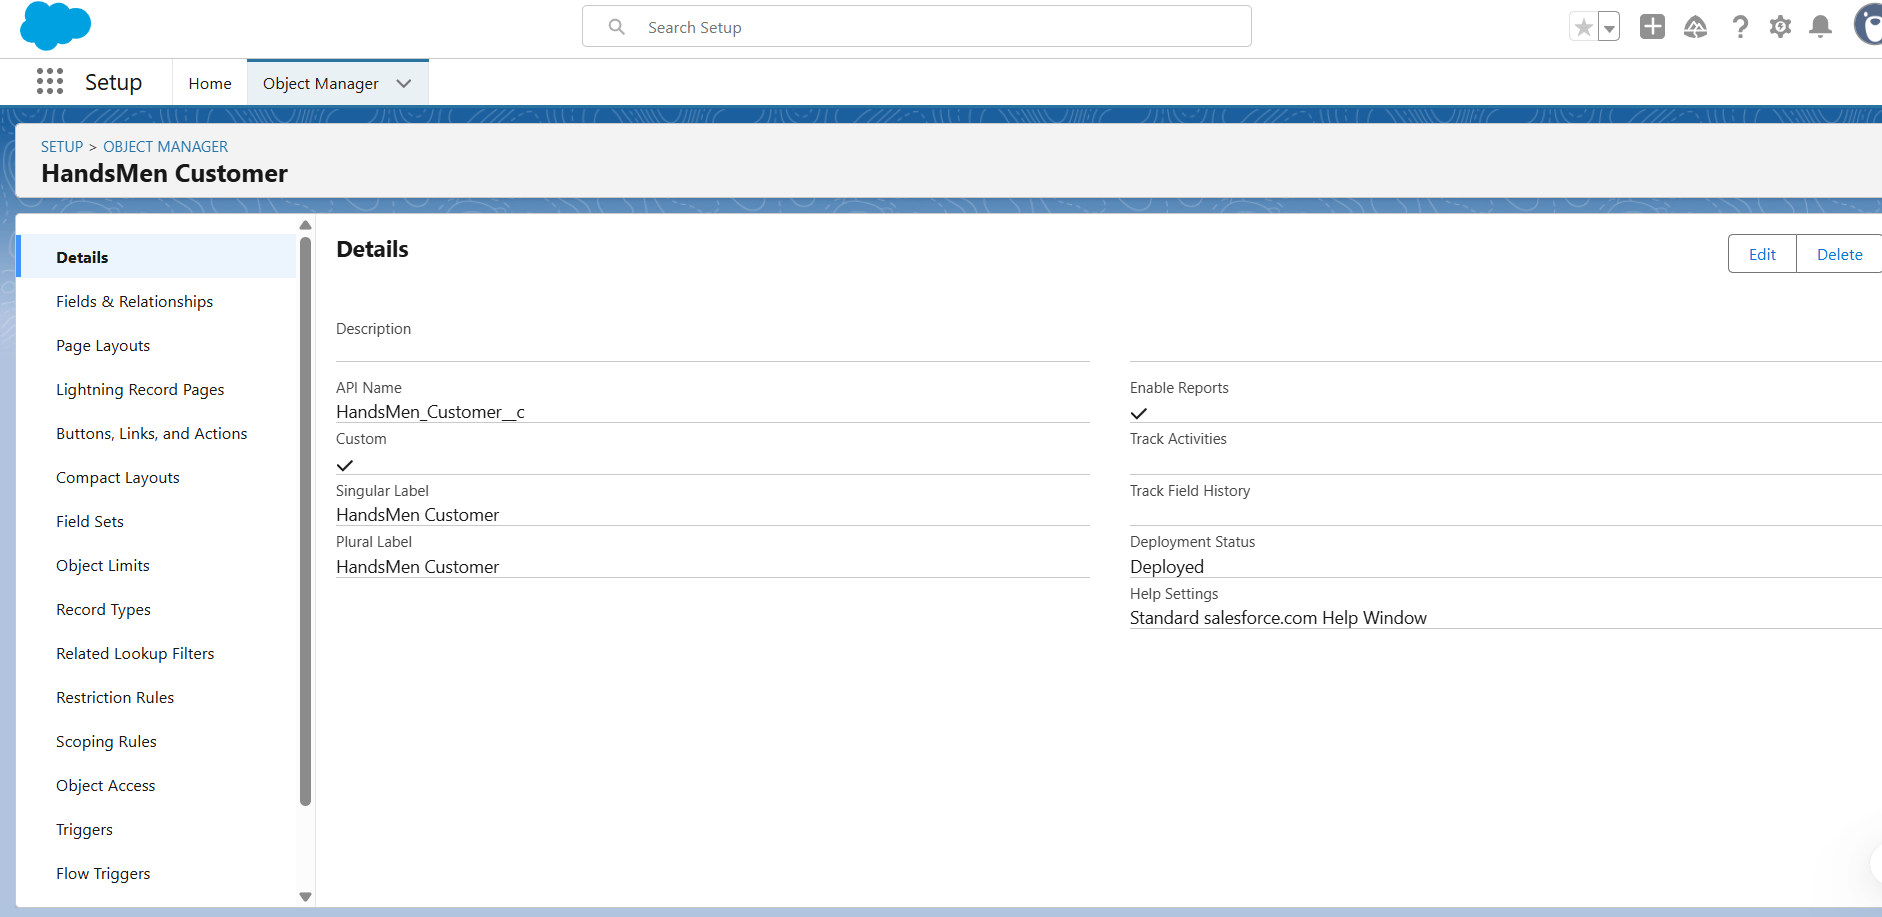 Search Setup
Setup
Home
Object Manager
SETUP > OBJECT MANAGER
HandsMen Customer
Details
Fields & Relationships
Page Layouts
Lightning Record Pages
Buttons, Links, and Actions
Compact Layouts
Field Sets
Object Limits
Record Types
Related Lookup Filters
Restriction Rules
Scoping Rules
Object Access
Triggers
Flow Triggers
Details
Edit
Delete
Description
API Name
HandsMen_Customer__c
Custom
Singular Label
HandsMen Customer
Plural Label
HandsMen Customer
Enable Reports
Track Activities
Track Field History
Deployment Status
Deployed
Help Settings
Standard salesforce.com Help Window